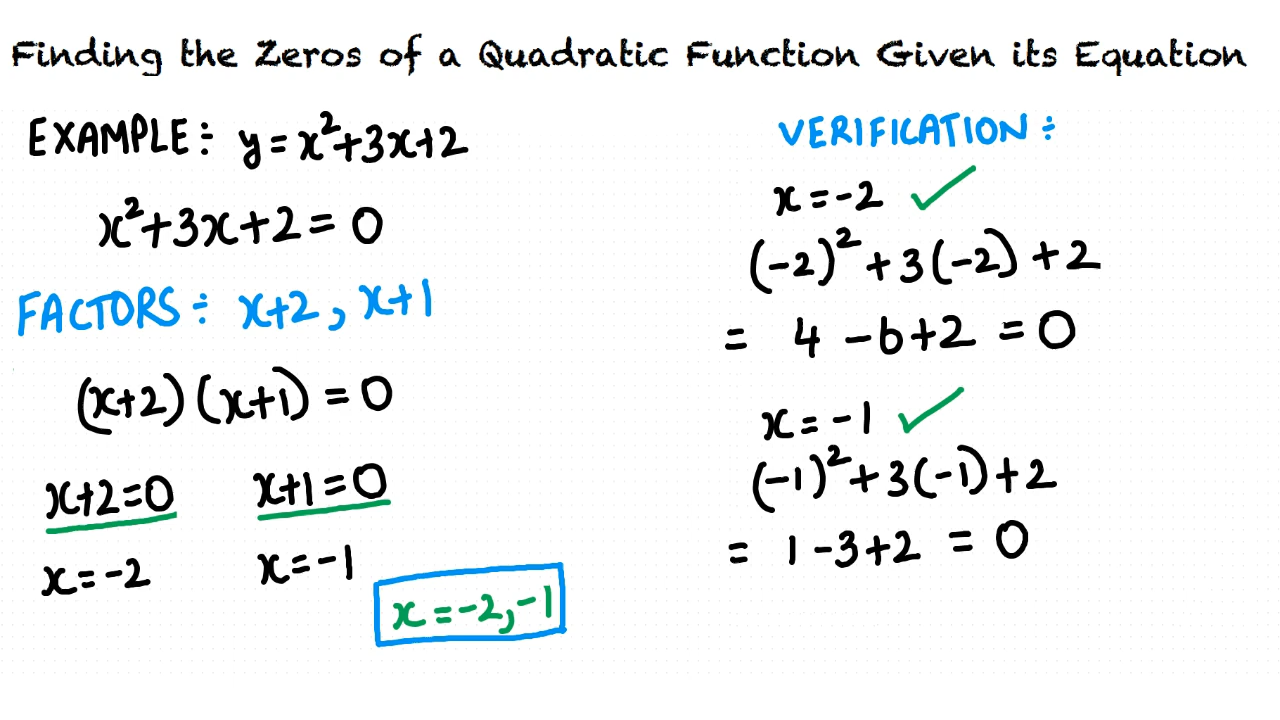 Finding the Zeros of a Quadratic Function Given its Equation
EXAMPLE: y = x²+3x+2
x²+3x+2 = 0
FACTORS: x+2, x+1
(x+2)(x+1) = 0
x+2=0 x+1=0
x=-2 x=-1
x = -2, -1
VERIFICATION:
x = -2 ✓
(-2)² + 3(-2) + 2
= 4 - 6 + 2 = 0
x = -1 ✓
(-1)² + 3(-1) + 2
= 1 - 3 + 2 = 0